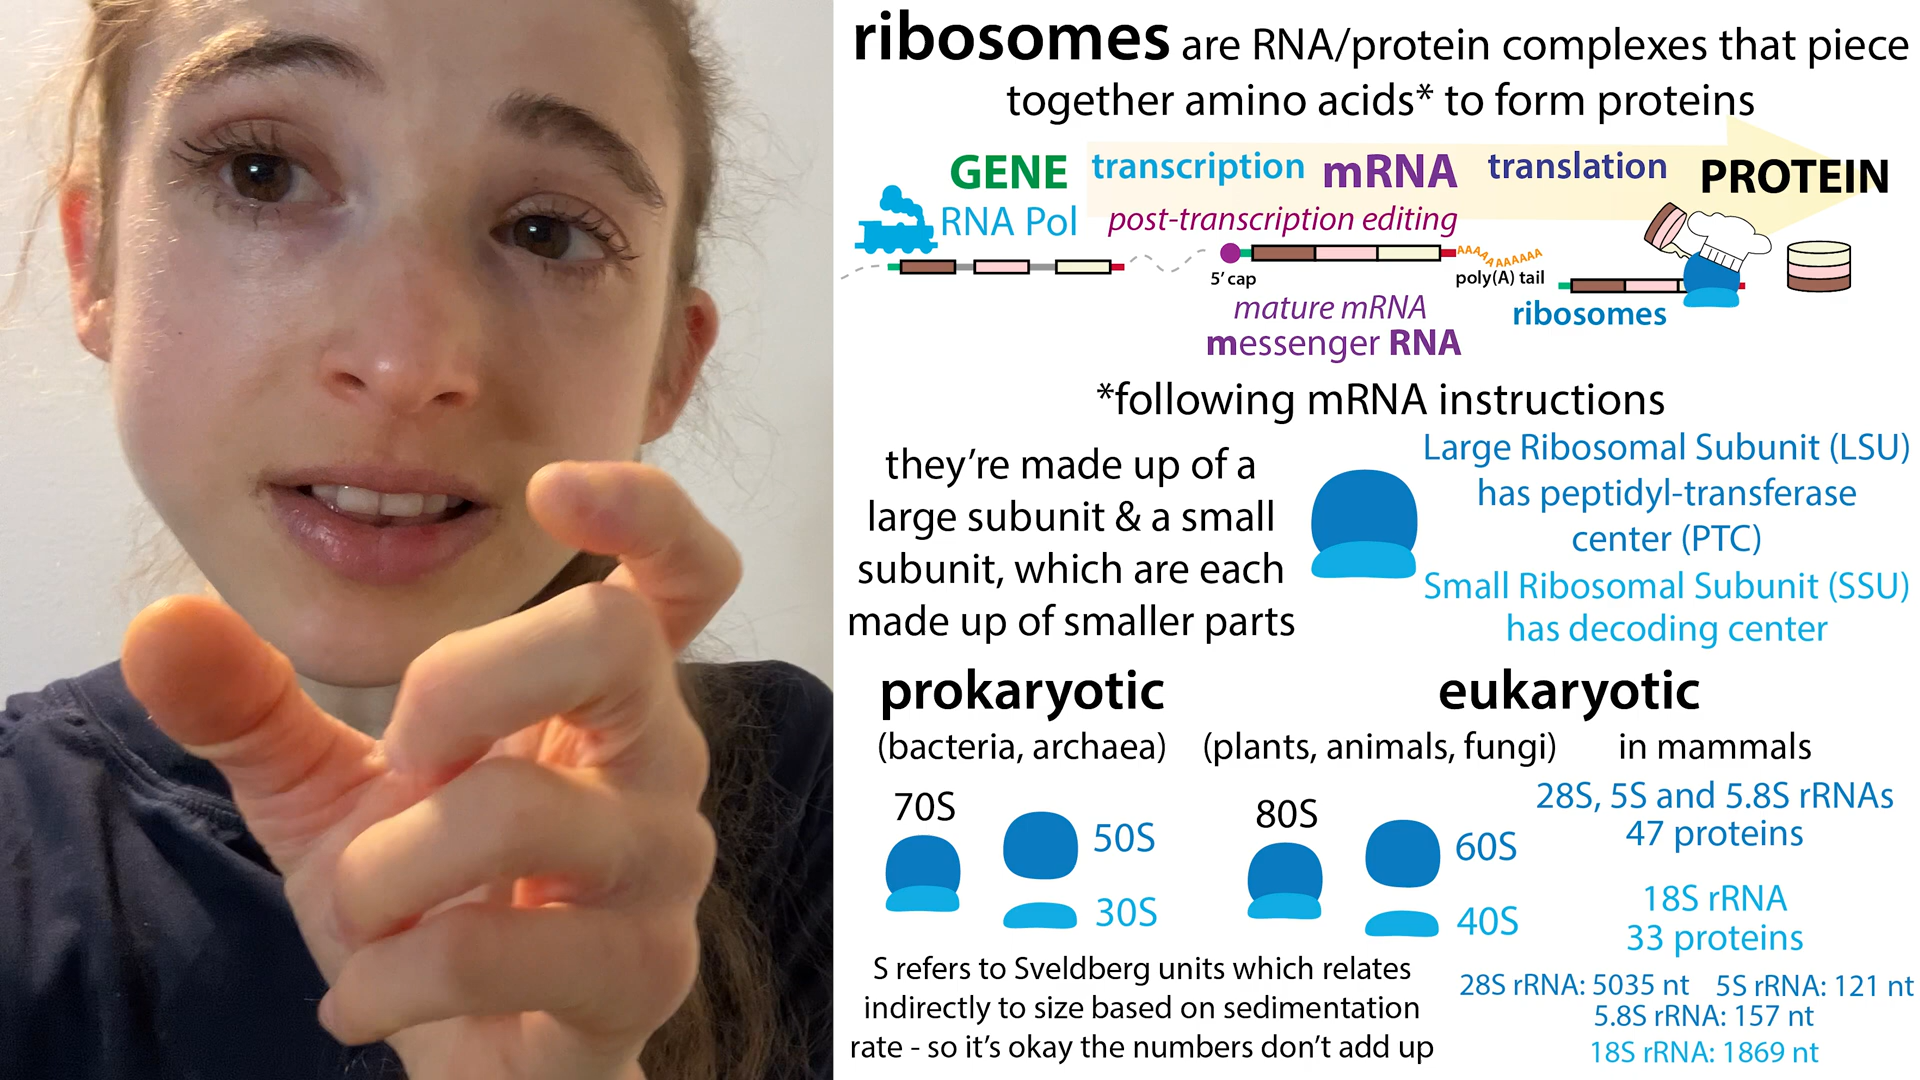 ribosomes are RNA/protein complexes that piece
together amino acids* to form proteins
GENE transcription mRNA translation PROTEIN
RNA Pol post-transcription editing
AAAAAAAAAAA
5' cap poly(A) tail
mature mRNA ribosomes
messenger RNA
*following mRNA instructions
they're made up of a
large subunit & a small
subunit, which are each
made up of smaller parts
Large Ribosomal Subunit (LSU)
has peptidyl-transferase
center (PTC)
Small Ribosomal Subunit (SSU)
has decoding center
prokaryotic
(bacteria, archaea)
70S
50S
30S
eukaryotic
(plants, animals, fungi)
in mammals
80S
60S
40S
28S, 5S and 5.8S rRNAs
47 proteins
18S rRNA
33 proteins
S refers to Sveldberg units which relates
indirectly to size based on sedimentation
rate - so it's okay the numbers don't add up
28S rRNA: 5035 nt 5S rRNA: 121 nt
5.8S rRNA: 157 nt
18S rRNA: 1869 nt